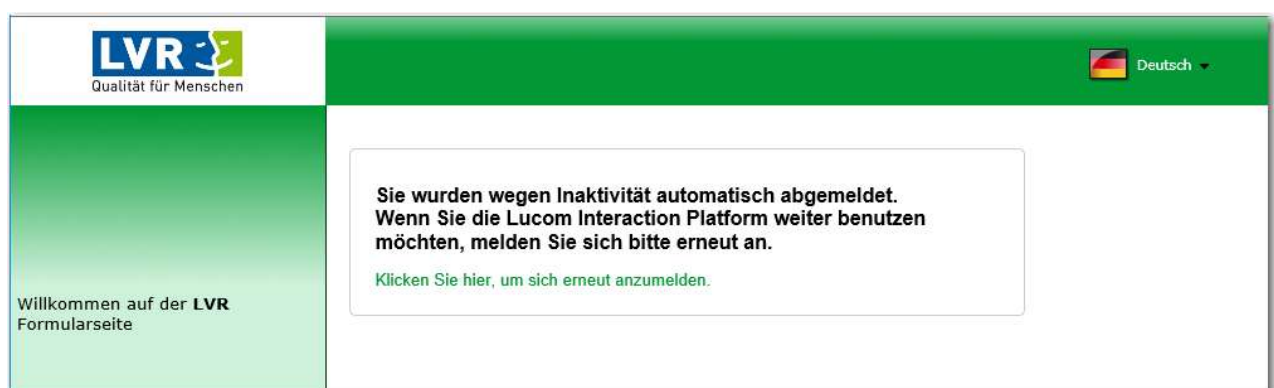 LVR
Qualität für Menschen
Deutsch
Sie wurden wegen Inaktivität automatisch abgemeldet.
Wenn Sie die Lucom Interaction Platform weiter benutzen
möchten, melden Sie sich bitte erneut an.
Klicken Sie hier, um sich erneut anzumelden.
Willkommen auf der LVR
Formularseite